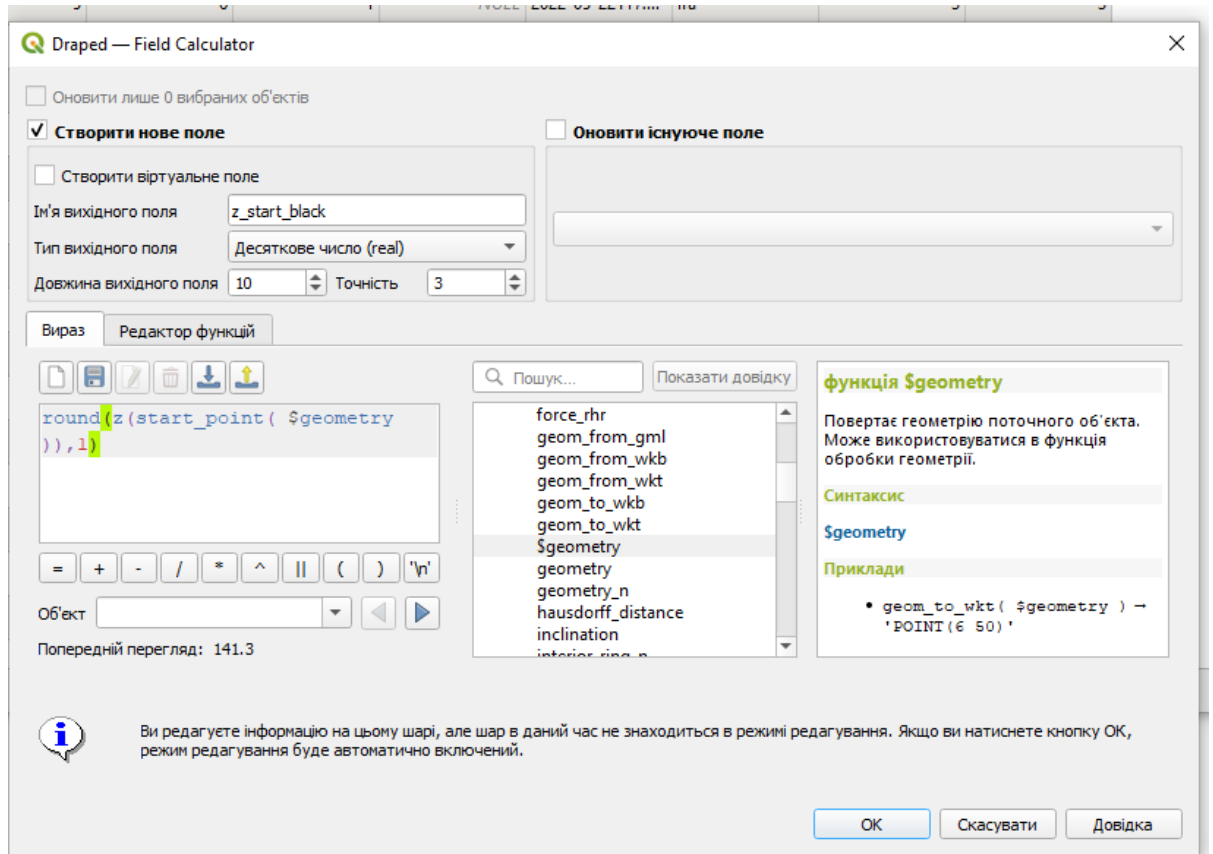 Draped — Field Calculator
Оновити лише 0 вибраних об'єктів
Створити нове поле
Оновити існуюче поле
Створити віртуальне поле
Ім'я вихідного поля z_start_black
Тип вихідного поля Десяткове число (real)
Довжина вихідного поля 10 Точність 3
Вираз Редактор функцій
Пошук... Показати довідку
round(z(start_point( $geometry
)),1)
= + - / * ^ || ( ) '\n'
Об'єкт
Попередній перегляд: 141.3
force_rhr
geom_from_gml
geom_from_wkb
geom_from_wkt
geom_to_wkb
geom_to_wkt
$geometry
geometry
geometry_n
hausdorff_distance
inclination
interior_ring_n
функція $geometry
Повертає геометрію поточного об'єкта.
Може використовуватися в функція
обробки геометрії.
Синтаксис
$geometry
Приклади
• geom_to_wkt( $geometry ) →
'POINT(6 50)'
Ви редагуєте інформацію на цьому шарі, але шар в даний час не знаходиться в режимі редагування. Якщо ви натиснете кнопку OK,
режим редагування буде автоматично включений.
OK Скасувати Довідка